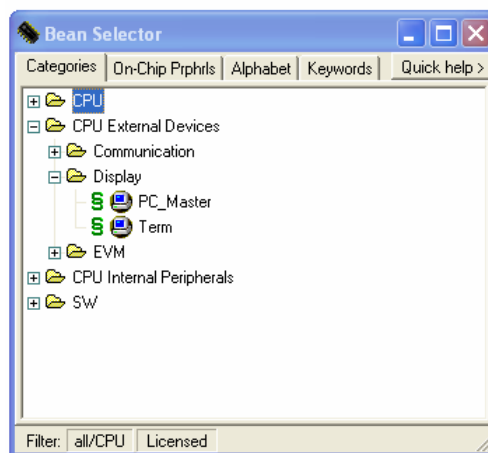 Bean Selector
Categories On-Chip Prphrls Alphabet Keywords Quick help >
CPU
CPU External Devices
Communication
Display
PC_Master
Term
EVM
CPU Internal Peripherals
SW
Filter: all/CPU Licensed